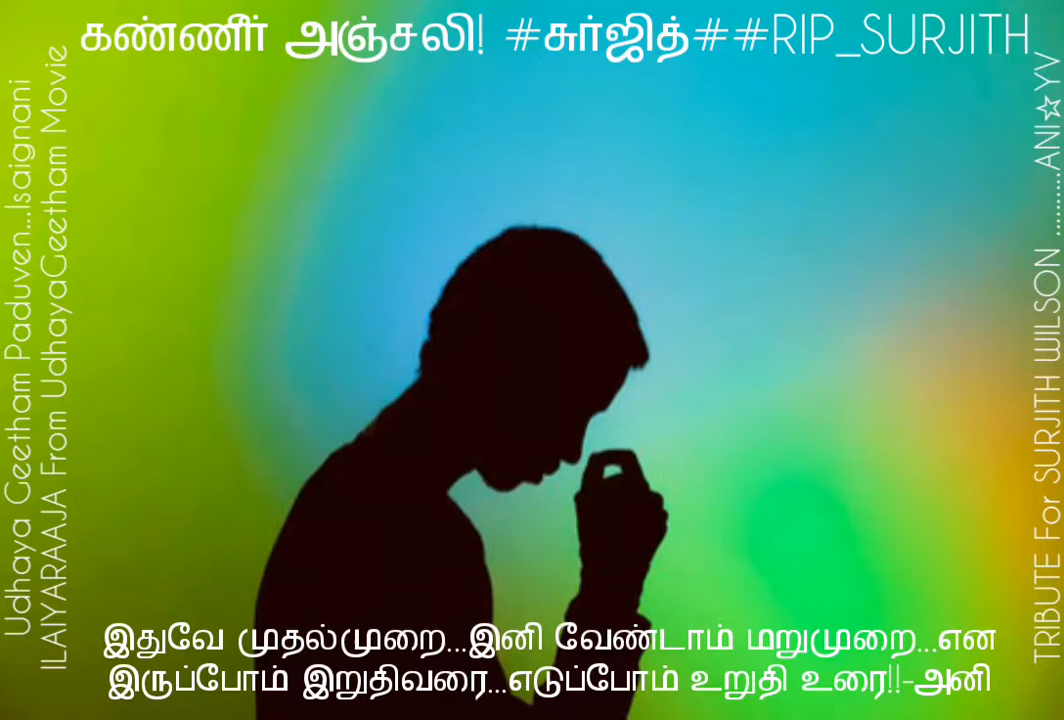 கண்ணீர் அஞ்சலி! #சுர்ஜித்##RIP_SURJITH
Udhaya Geetham Paduven...Isaignani
ILAIYARAAJA From UdhayaGeetham Movie
TRIBUTE For SURJITH WILSON .........ANI☆YV
இதுவே முதல்முறை...இனி வேண்டாம் மறுமுறை...என
இருப்போம் இறுதிவரை...எடுப்போம் உறுதி உரை!!-அனி